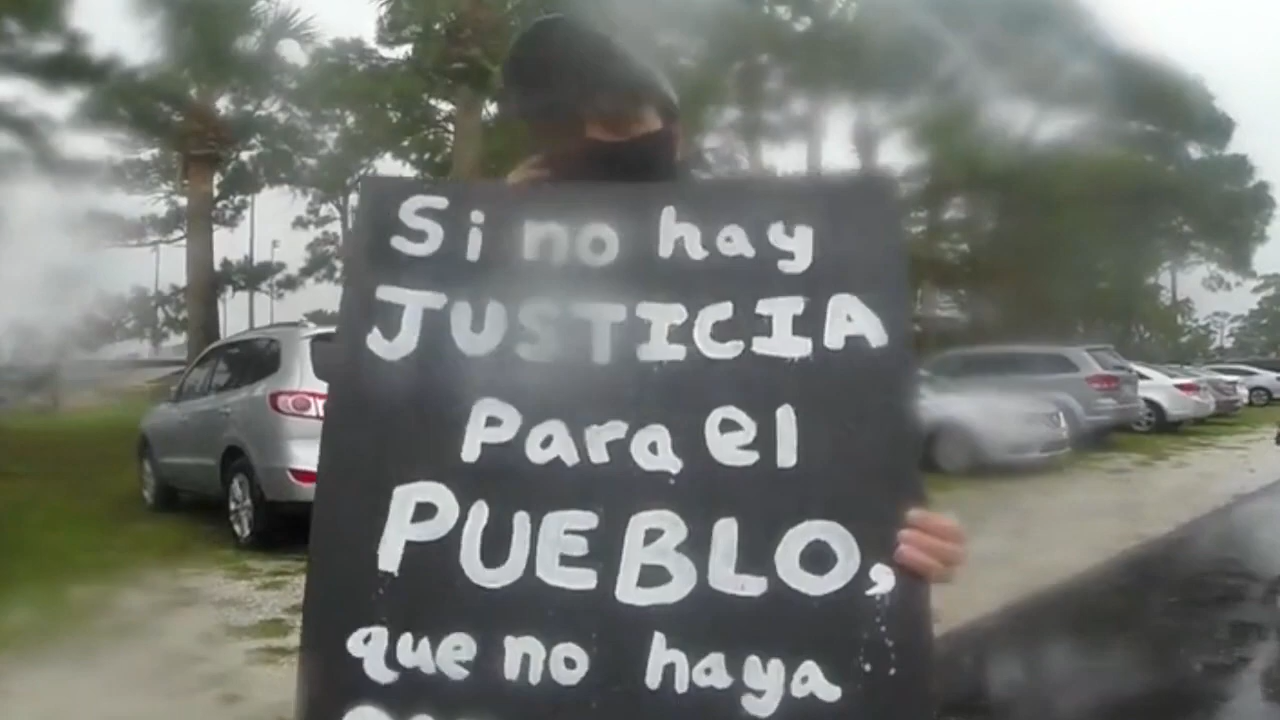 Si no hay
JUSTICIA
Para el
PUEBLO,
que no haya